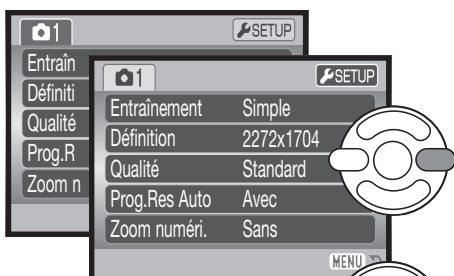 1 SETUP
Entraîn
Définiti
Qualité
Prog.R
Zoom n
1 SETUP
Entraînement Simple
Définition 2272x1704
Qualité Standard
Prog.Res Auto Avec
Zoom numéri. Sans
MENU